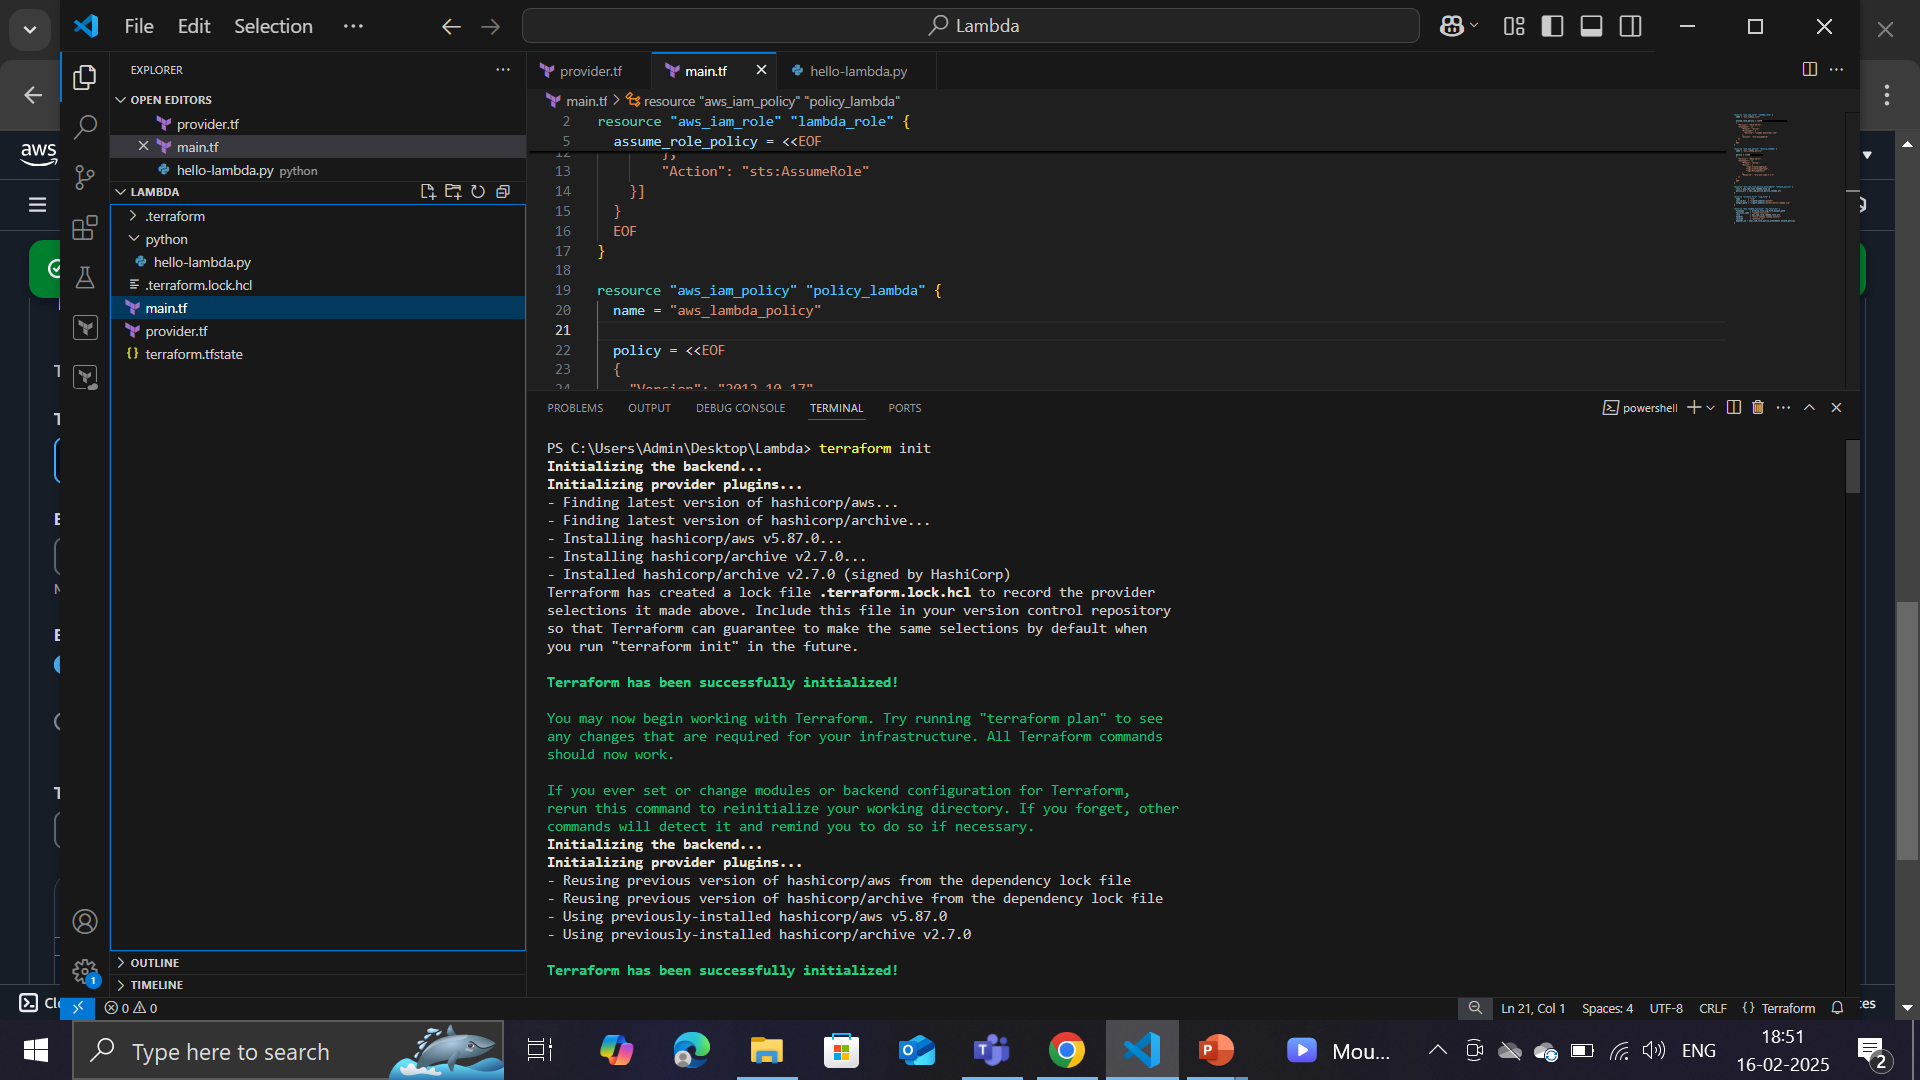 File Edit Selection ···
Lambda
EXPLORER
OPEN EDITORS
provider.tf
main.tf
hello-lambda.py python
LAMBDA
.terraform
python
hello-lambda.py
.terraform.lock.hcl
main.tf
provider.tf
terraform.tfstate
OUTLINE
TIMELINE
provider.tf main.tf hello-lambda.py
main.tf > resource "aws_iam_policy" "policy_lambda"
2 resource "aws_iam_role" "lambda_role" {
5 assume_role_policy = <<EOF
12 },
13 "Action": "sts:AssumeRole"
14 }]
15 }
16 EOF
17 }
18
19 resource "aws_iam_policy" "policy_lambda" {
20 name = "aws_lambda_policy"
21
22 policy = <<EOF
23 {
24 "Version": "2012-10-17"
PROBLEMS OUTPUT DEBUG CONSOLE TERMINAL PORTS
powershell
PS C:\Users\Admin\Desktop\Lambda> terraform init
Initializing the backend...
Initializing provider plugins...
- Finding latest version of hashicorp/aws...
- Finding latest version of hashicorp/archive...
- Installing hashicorp/aws v5.87.0...
- Installing hashicorp/archive v2.7.0...
- Installed hashicorp/archive v2.7.0 (signed by HashiCorp)
Terraform has created a lock file .terraform.lock.hcl to record the provider
selections it made above. Include this file in your version control repository
so that Terraform can guarantee to make the same selections by default when
you run "terraform init" in the future.
Terraform has been successfully initialized!
You may now begin working with Terraform. Try running "terraform plan" to see
any changes that are required for your infrastructure. All Terraform commands
should now work.
If you ever set or change modules or backend configuration for Terraform,
rerun this command to reinitialize your working directory. If you forget, other
commands will detect it and remind you to do so if necessary.
Initializing the backend...
Initializing provider plugins...
- Reusing previous version of hashicorp/aws from the dependency lock file
- Reusing previous version of hashicorp/archive from the dependency lock file
- Using previously-installed hashicorp/aws v5.87.0
- Using previously-installed hashicorp/archive v2.7.0
Terraform has been successfully initialized!
0 0
Ln 21, Col 1 Spaces: 4 UTF-8 CRLF {} Terraform
aws
1
Type here to search
Mou...
ENG
18:51
16-02-2025
2